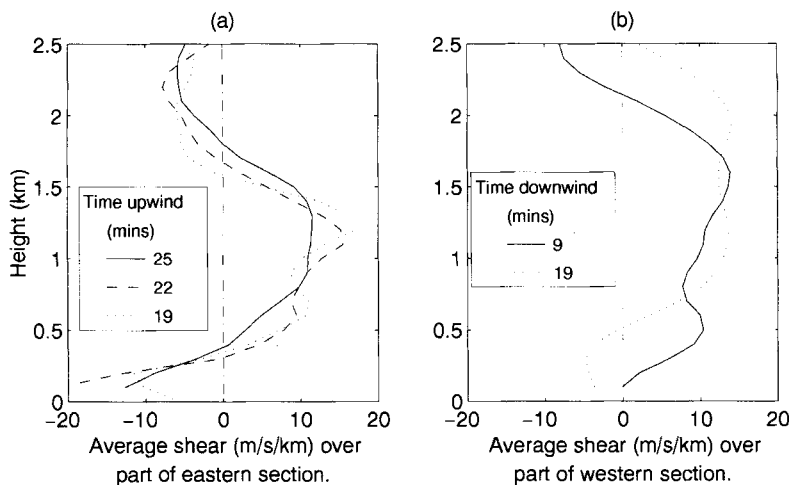 (a)
2.5
2
1.5
1
0.5
0
Height (km)
−20
−10
0
10
20
Time upwind
(mins)
25
22
19
Average shear (m/s/km) over
part of eastern section.
(b)
2.5
2
1.5
1
0.5
0
−20
−10
0
10
20
Time downwind
(mins)
9
19
Average shear (m/s/km) over
part of western section.